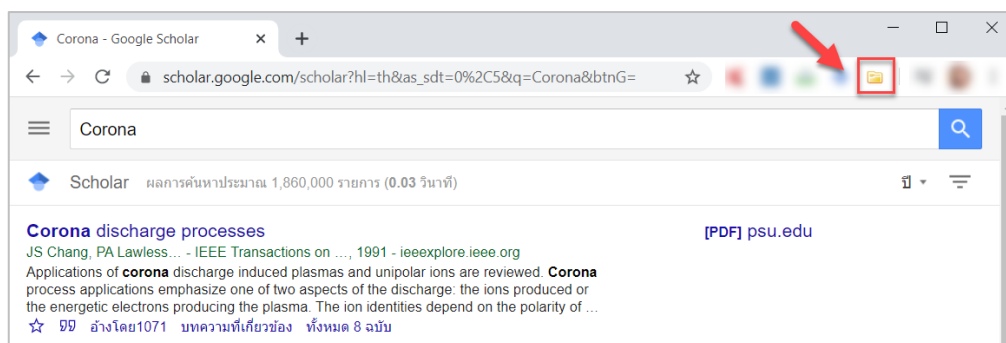 Corona - Google Scholar
scholar.google.com/scholar?hl=th&as_sdt=0%2C5&q=Corona&btnG=
Corona
Scholar ผลการค้นหาประมาณ 1,860,000 รายการ (0.03 วินาที) ปี
Corona discharge processes [PDF] psu.edu
JS Chang, PA Lawless... - IEEE Transactions on …, 1991 - ieeexplore.ieee.org
Applications of corona discharge induced plasmas and unipolar ions are reviewed. Corona
process applications emphasize one of two aspects of the discharge: the ions produced or
the energetic electrons producing the plasma. The ion identities depend on the polarity of …
อ้างโดย1071 บทความที่เกี่ยวข้อง ทั้งหมด 8 ฉบับ